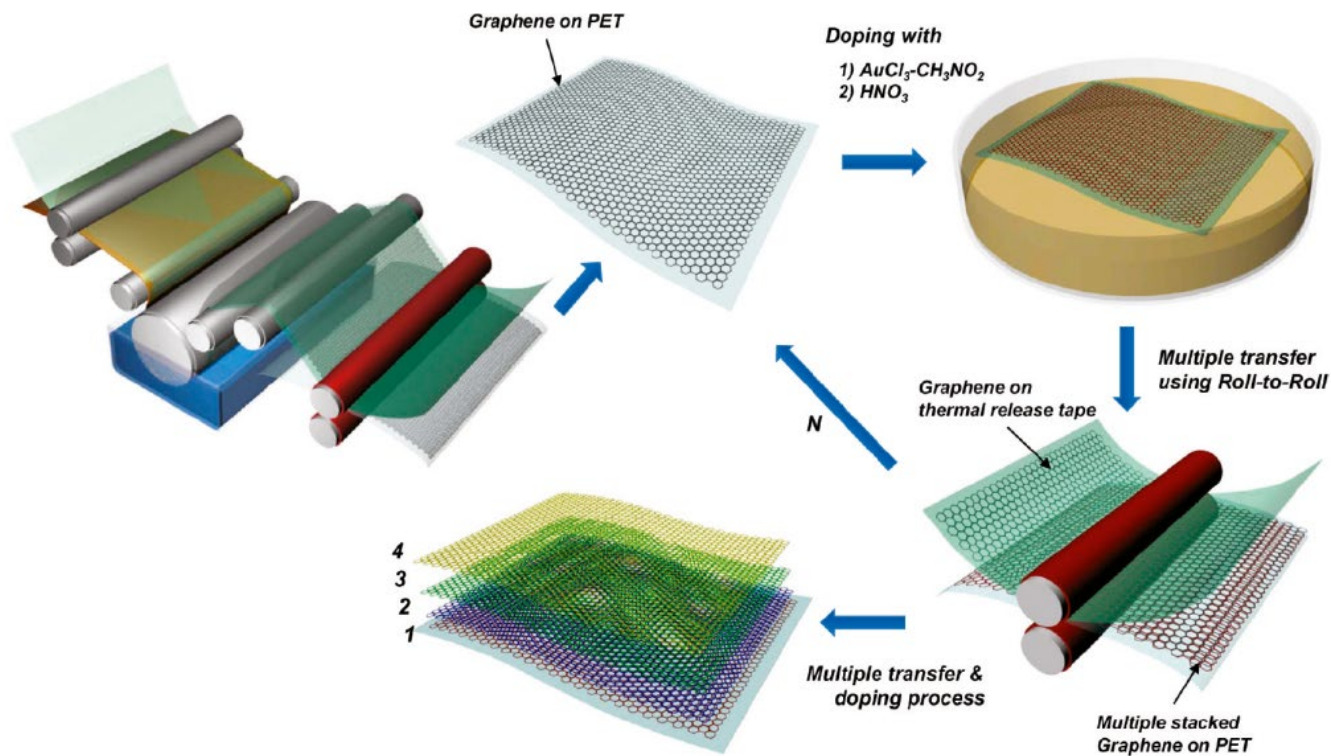 Graphene on PET
Doping with
1) AuCl₃-CH₃NO₂
2) HNO₃
Multiple transfer
using Roll-to-Roll
Graphene on
thermal release tape
N
4
3
2
1
Multiple transfer &
doping process
Multiple stacked
Graphene on PET